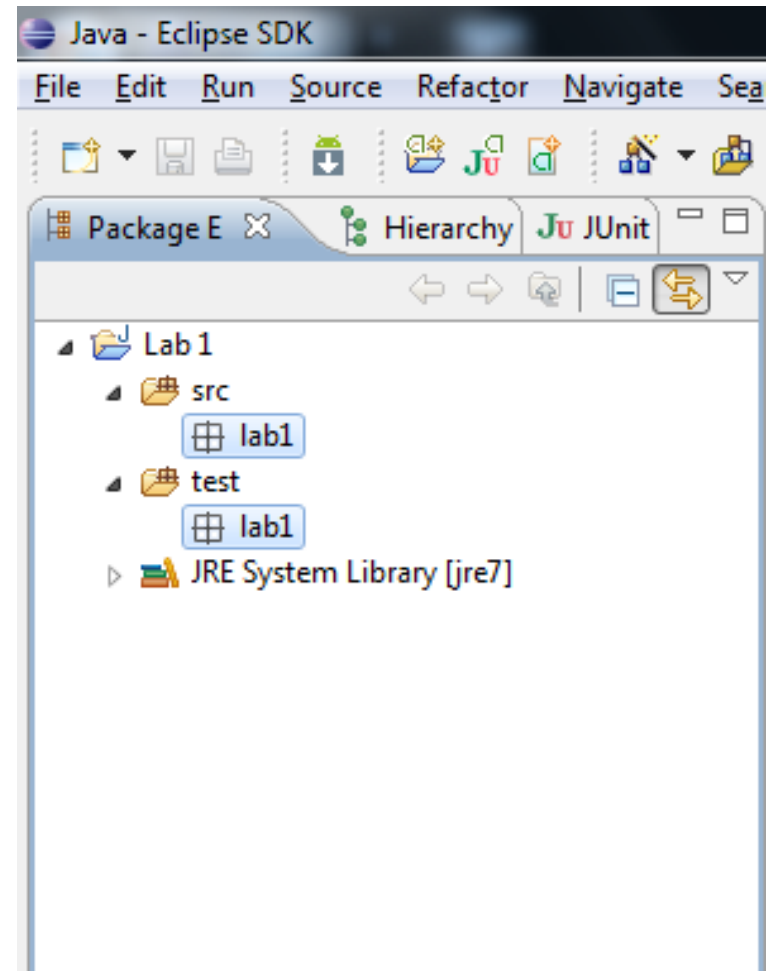 Java - Eclipse SDK
File Edit Run Source Refactor Navigate Sea
Package E Hierarchy JU JUnit
Lab 1
src
lab1
test
lab1
JRE System Library [jre7]